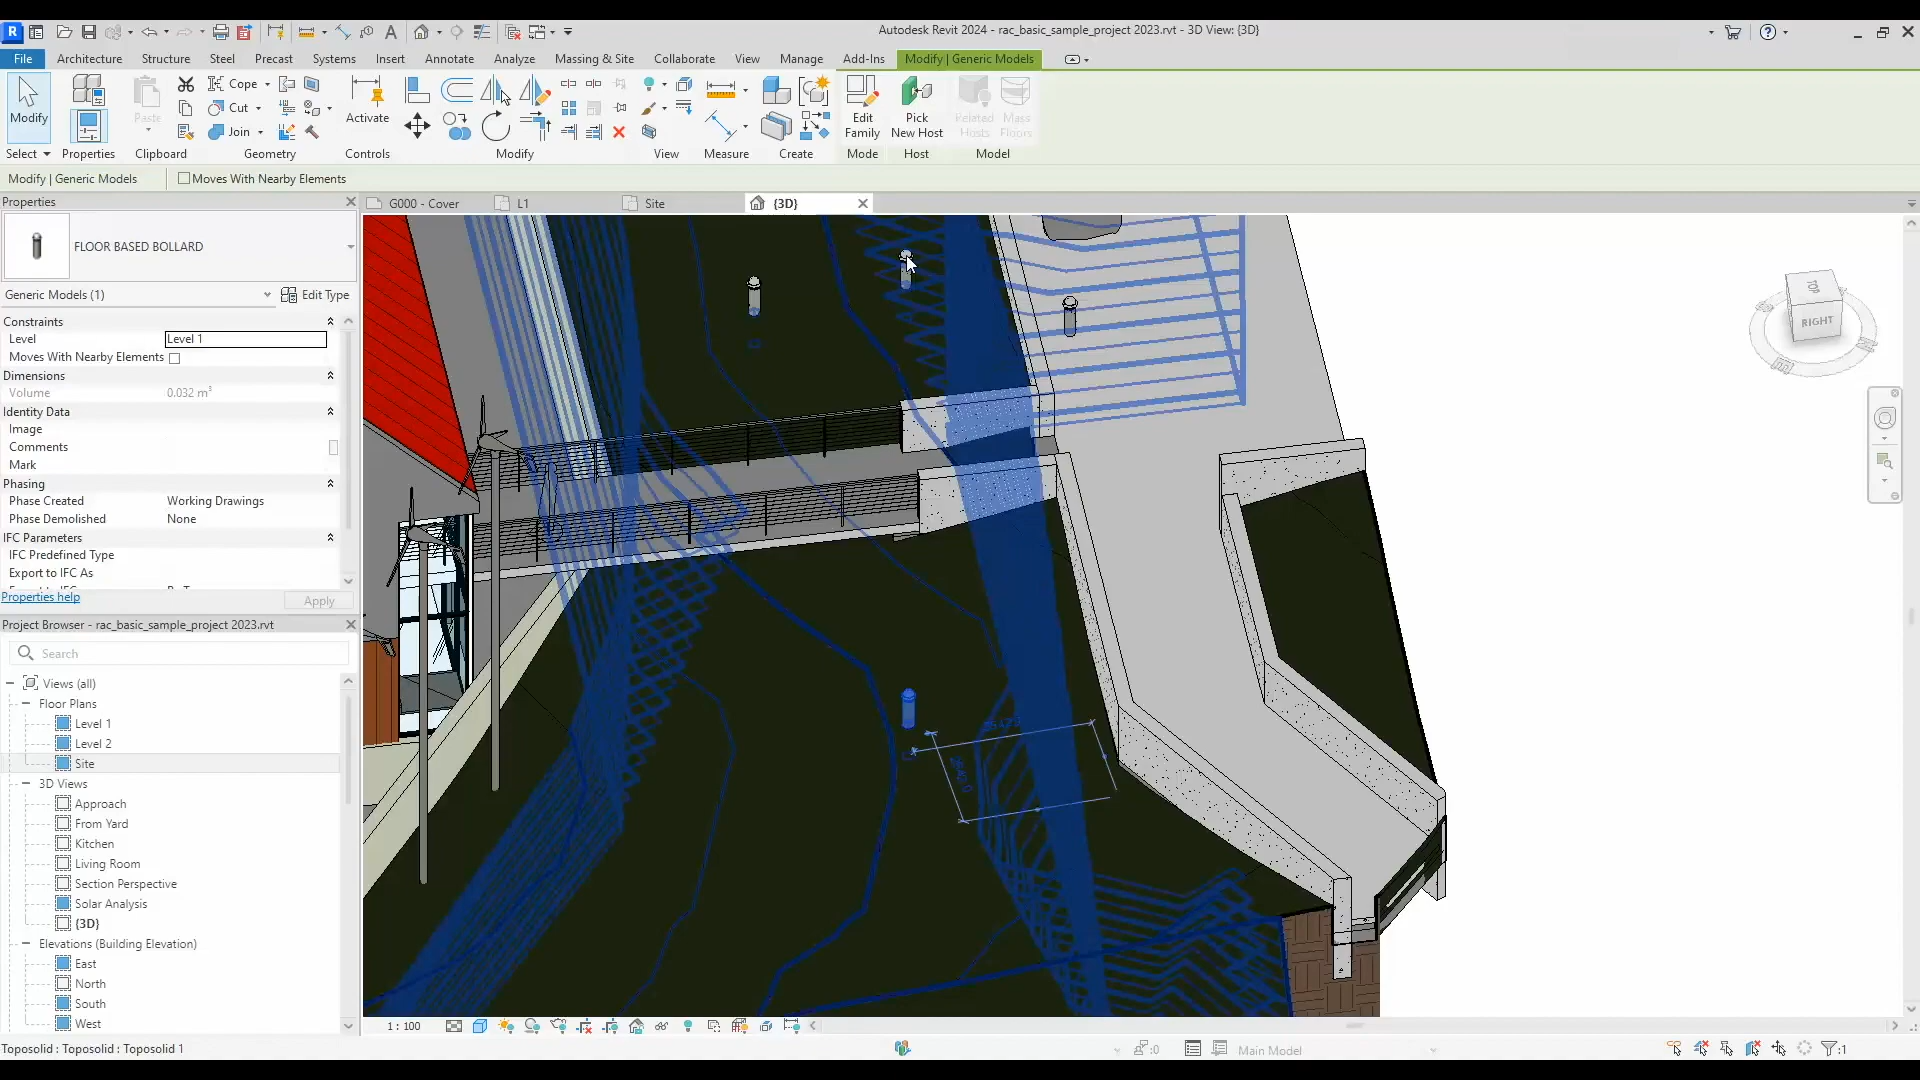 Autodesk Revit 2024 - rac_basic_sample_project 2023.rvt - 3D View: {3D}
File Architecture Structure Steel Precast Systems Insert Annotate Analyze Massing & Site Collaborate View Manage Add-Ins Modify | Generic Models
Modify Paste Cope Cut Join Activate Edit Family Pick New Host Related Hosts Mass Floors
Select Properties Clipboard Geometry Controls Modify View Measure Create Mode Host Model
Modify | Generic Models Moves With Nearby Elements
Properties G000 - Cover L1 Site {3D}
FLOOR BASED BOLLARD
Generic Models (1) Edit Type
Constraints
Level Level 1
Moves With Nearby Elements
Dimensions
Volume 0.032 m³
Identity Data
Image
Comments
Mark
Phasing
Phase Created Working Drawings
Phase Demolished None
IFC Parameters
IFC Predefined Type
Export to IFC As
Properties help Apply
Project Browser - rac_basic_sample_project 2023.rvt
Search
Views (all)
Floor Plans
Level 1
Level 2
Site
3D Views
Approach
From Yard
Kitchen
Living Room
Section Perspective
Solar Analysis
{3D}
Elevations (Building Elevation)
East
North
South
West
TOP
RIGHT
1 : 100
Toposolid : Toposolid : Toposolid 1 :0 Main Model :1